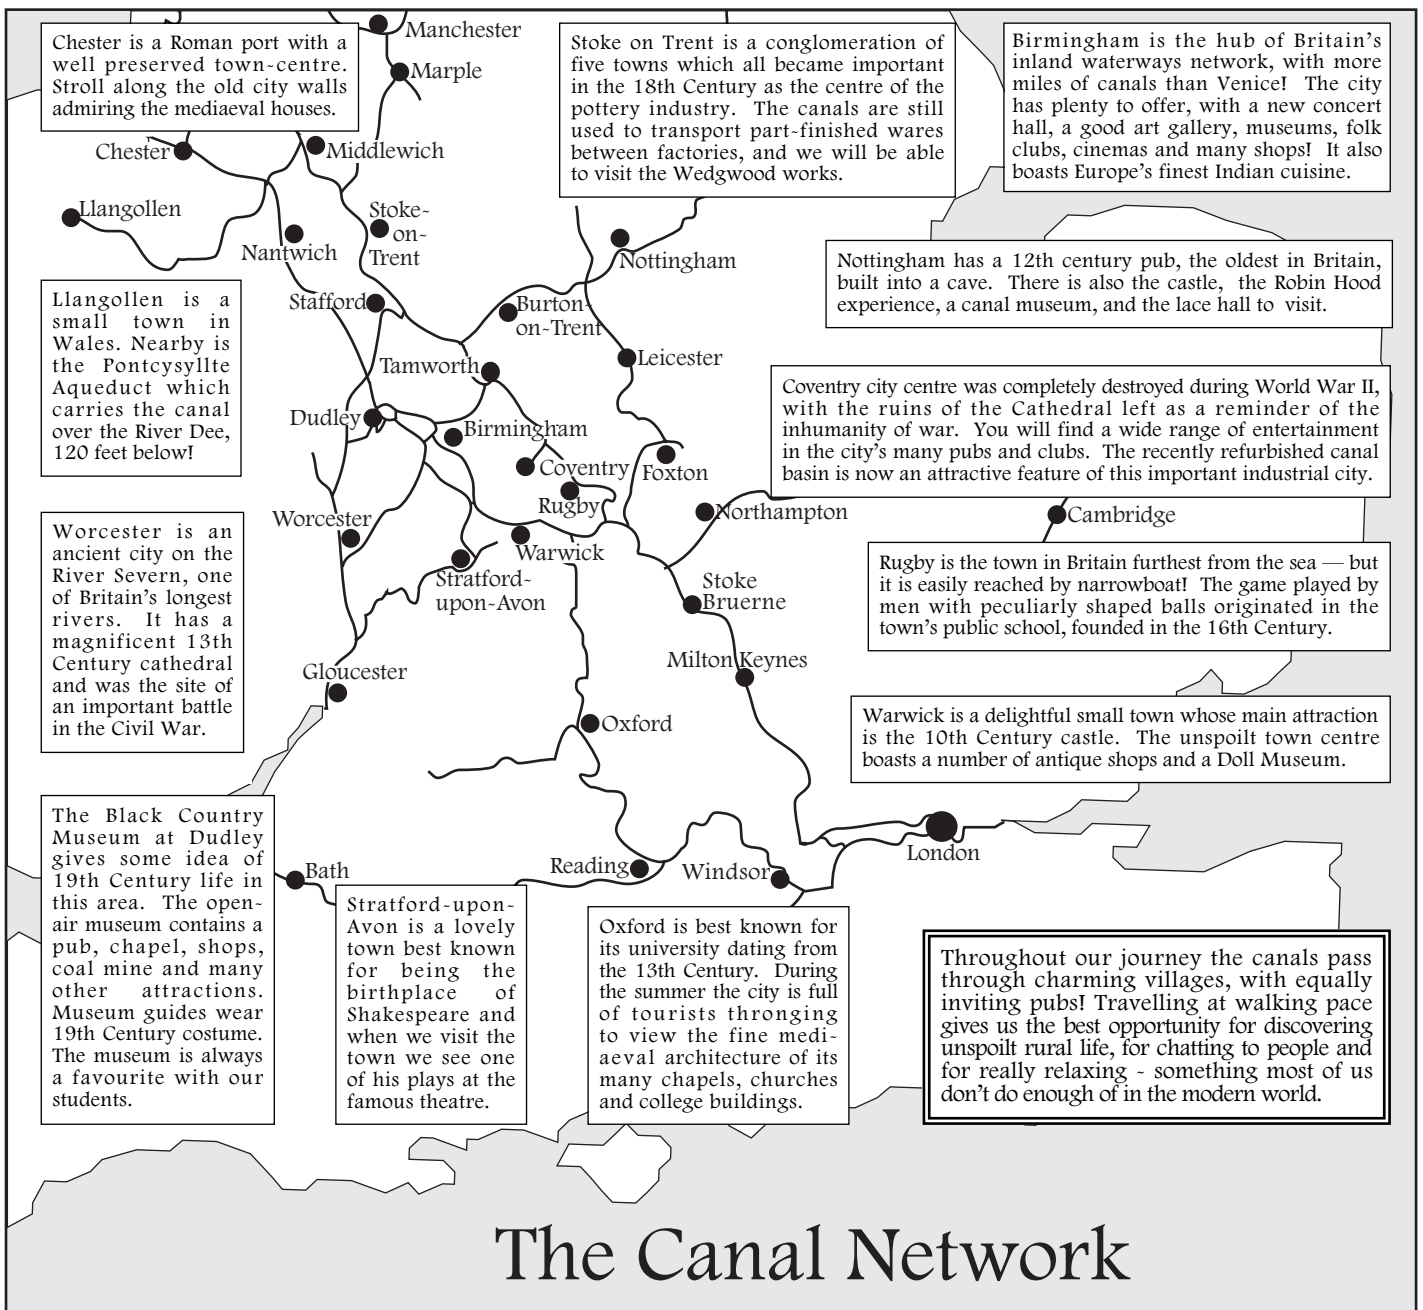 Chester is a Roman port with a
well preserved town-centre.
Stroll along the old city walls
admiring the mediaeval houses.
Manchester
Marple
Stoke on Trent is a conglomeration of
five towns which all became important
in the 18th Century as the centre of the
pottery industry. The canals are still
used to transport part-finished wares
between factories, and we will be able
to visit the Wedgwood works.
Birmingham is the hub of Britain's
inland waterways network, with more
miles of canals than Venice! The city
has plenty to offer, with a new concert
hall, a good art gallery, museums, folk
clubs, cinemas and many shops! It also
boasts Europe's finest Indian cuisine.
Chester
Middlewich
Llangollen
Stoke-
on-
Trent
Nantwich
Nottingham
Nottingham has a 12th century pub, the oldest in Britain,
built into a cave. There is also the castle, the Robin Hood
experience, a canal museum, and the lace hall to visit.
Llangollen is a
small town in
Wales. Nearby is
the Pontcysyllte
Aqueduct which
carries the canal
over the River Dee,
120 feet below!
Stafford
Burton-
on-Trent
Tamworth
Leicester
Coventry city centre was completely destroyed during World War II,
with the ruins of the Cathedral left as a reminder of the
inhumanity of war. You will find a wide range of entertainment
in the city's many pubs and clubs. The recently refurbished canal
basin is now an attractive feature of this important industrial city.
Dudley
Birmingham
Coventry
Foxton
Rugby
Northampton
Cambridge
Worcester
Warwick
Worcester is an
ancient city on the
River Severn, one
of Britain's longest
rivers. It has a
magnificent 13th
Century cathedral
and was the site of
an important battle
in the Civil War.
Stratford-
upon-Avon
Stoke
Bruerne
Rugby is the town in Britain furthest from the sea — but
it is easily reached by narrowboat! The game played by
men with peculiarly shaped balls originated in the
town's public school, founded in the 16th Century.
Gloucester
Milton Keynes
Oxford
Warwick is a delightful small town whose main attraction
is the 10th Century castle. The unspoilt town centre
boasts a number of antique shops and a Doll Museum.
The Black Country
Museum at Dudley
gives some idea of
19th Century life in
this area. The open-
air museum contains a
pub, chapel, shops,
coal mine and many
other attractions.
Museum guides wear
19th Century costume.
The museum is always
a favourite with our
students.
Bath
Reading
Windsor
London
Stratford-upon-
Avon is a lovely
town best known
for being the
birthplace of
Shakespeare and
when we visit the
town we see one
of his plays at the
famous theatre.
Oxford is best known for
its university dating from
the 13th Century. During
the summer the city is full
of tourists thronging
to view the fine medi-
aeval architecture of its
many chapels, churches
and college buildings.
Throughout our journey the canals pass
through charming villages, with equally
inviting pubs! Travelling at walking pace
gives us the best opportunity for discovering
unspoilt rural life, for chatting to people and
for really relaxing - something most of us
don't do enough of in the modern world.
The Canal Network